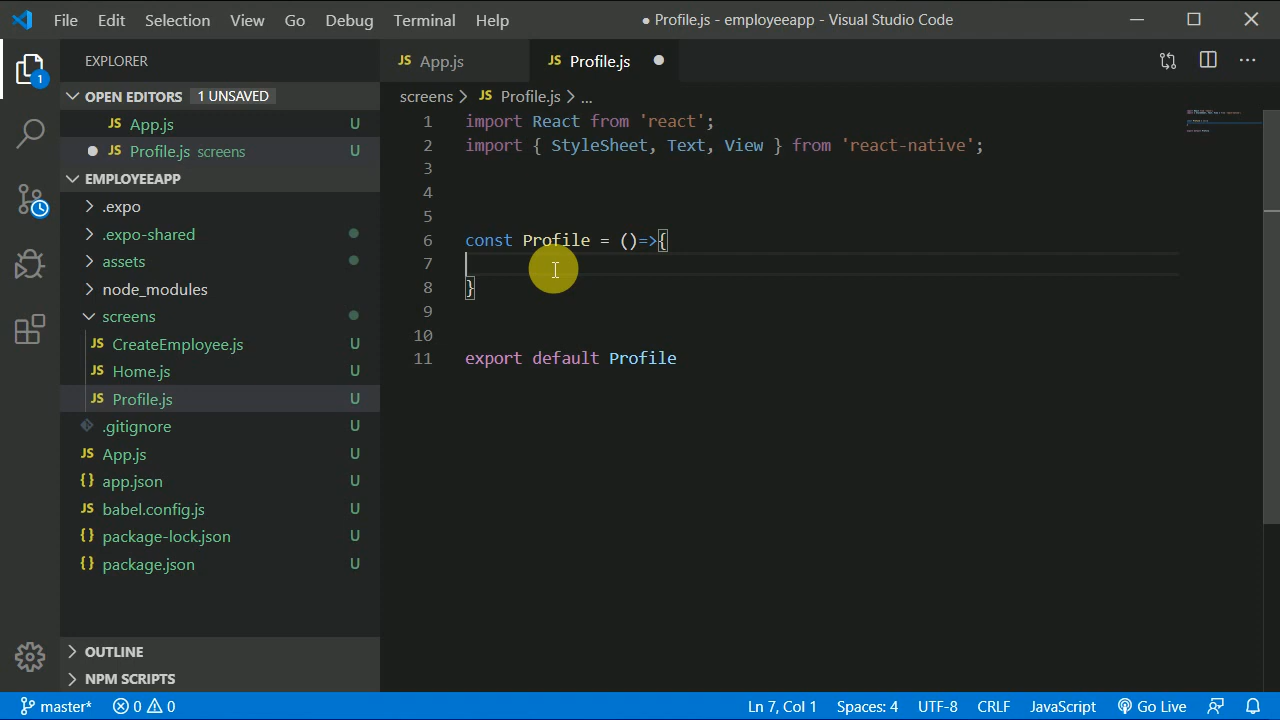 File Edit Selection View Go Debug Terminal Help ● Profile.js - employeeapp - Visual Studio Code
EXPLORER
1
OPEN EDITORS 1 UNSAVED
JS App.js U
● JS Profile.js screens U
EMPLOYEEAPP
.expo
.expo-shared
assets
node_modules
screens
JS CreateEmployee.js U
JS Home.js U
JS Profile.js U
.gitignore U
JS App.js U
{} app.json U
JS babel.config.js U
{} package-lock.json U
{} package.json U
OUTLINE
NPM SCRIPTS
JS App.js JS Profile.js ●
screens > JS Profile.js > ...
1 import React from 'react';
2 import { StyleSheet, Text, View } from 'react-native';
3
4
5
6 const Profile = ()=>{
7
8 }
9
10
11 export default Profile
master* 0 0 Ln 7, Col 1 Spaces: 4 UTF-8 CRLF JavaScript Go Live